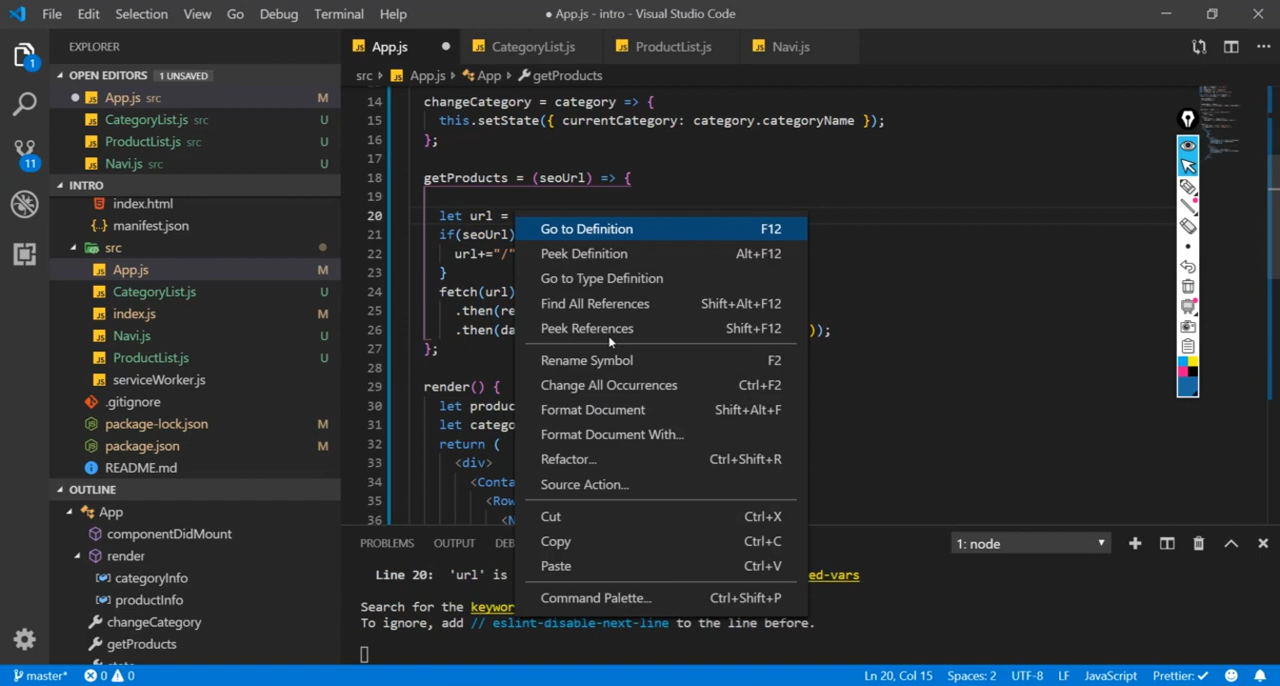 File Edit Selection View Go Debug Terminal Help
● App.js - intro - Visual Studio Code
EXPLORER
OPEN EDITORS 1 UNSAVED
App.js src M
CategoryList.js src U
ProductList.js src U
Navi.js src U
INTRO
index.html
manifest.json
src
App.js M
CategoryList.js U
index.js M
Navi.js U
ProductList.js U
serviceWorker.js
.gitignore
package-lock.json M
package.json M
README.md
OUTLINE
App
componentDidMount
render
categoryInfo
productInfo
changeCategory
getProducts
1
11
App.js CategoryList.js ProductList.js Navi.js
src App.js App getProducts
14 changeCategory = category => {
15 this.setState({ currentCategory: category.categoryName });
16 };
17
18 getProducts = (seoUrl) => {
19
20 let url =
21 if(seoUrl)
22 url+="/"
23 }
24 fetch(url)
25 .then(re
26 .then(da ));
27 };
28
29 render() {
30 let produc
31 let catego
32 return (
33 <div>
34 <Conta
35 <Row
36 <N
Go to Definition F12
Peek Definition Alt+F12
Go to Type Definition
Find All References Shift+Alt+F12
Peek References Shift+F12
Rename Symbol F2
Change All Occurrences Ctrl+F2
Format Document Shift+Alt+F
Format Document With...
Refactor... Ctrl+Shift+R
Source Action...
Cut Ctrl+X
Copy Ctrl+C
Paste Ctrl+V
Command Palette... Ctrl+Shift+P
PROBLEMS OUTPUT DEB 1: node
Line 20: 'url' is ed-vars
Search for the keywor
To ignore, add // eslint-disable-next-line to the line before.
master* 0 0 Ln 20, Col 15 Spaces: 2 UTF-8 LF JavaScript Prettier: ✓